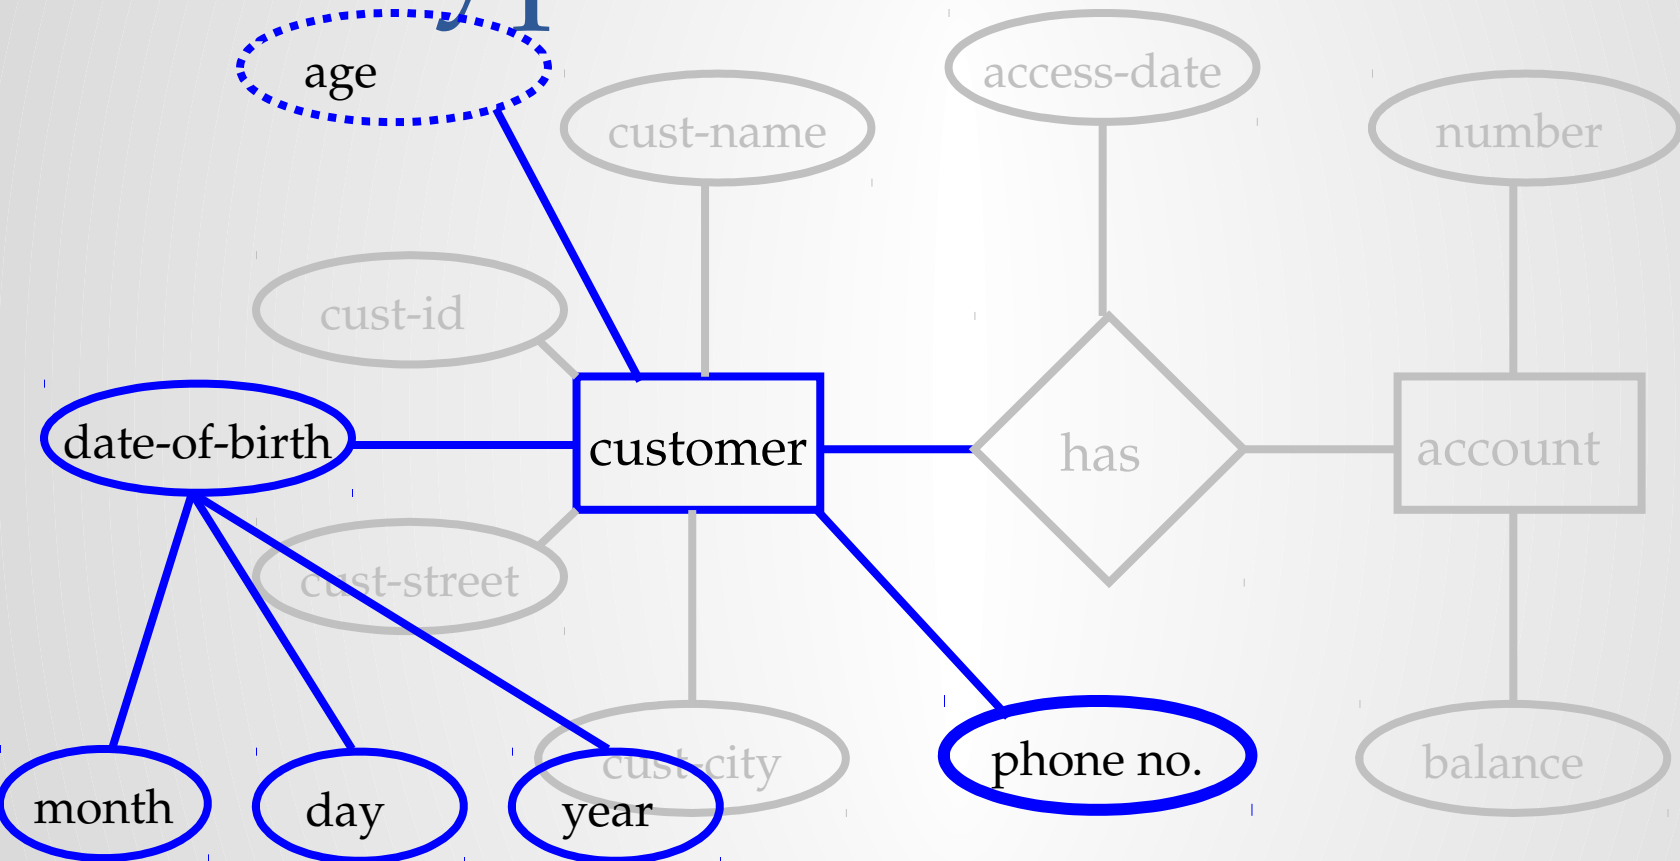 age
access-date
cust-name
number
cust-id
date-of-birth
customer
has
account
cust-street
cust-city
phone no.
balance
month
day
year